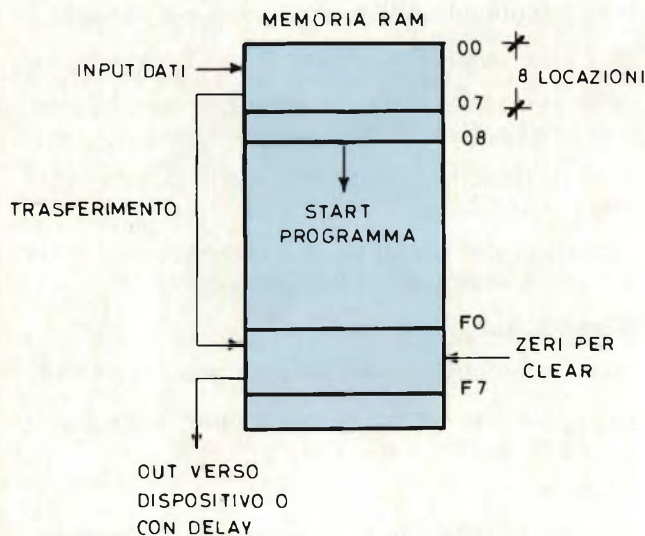 MEMORIA RAM
00
INPUT DATI
8 LOCAZIONI
07
08
TRASFERIMENTO
START
PROGRAMMA
F0
ZERI PER
CLEAR
F7
OUT VERSO
DISPOSITIVO 0
CON DELAY